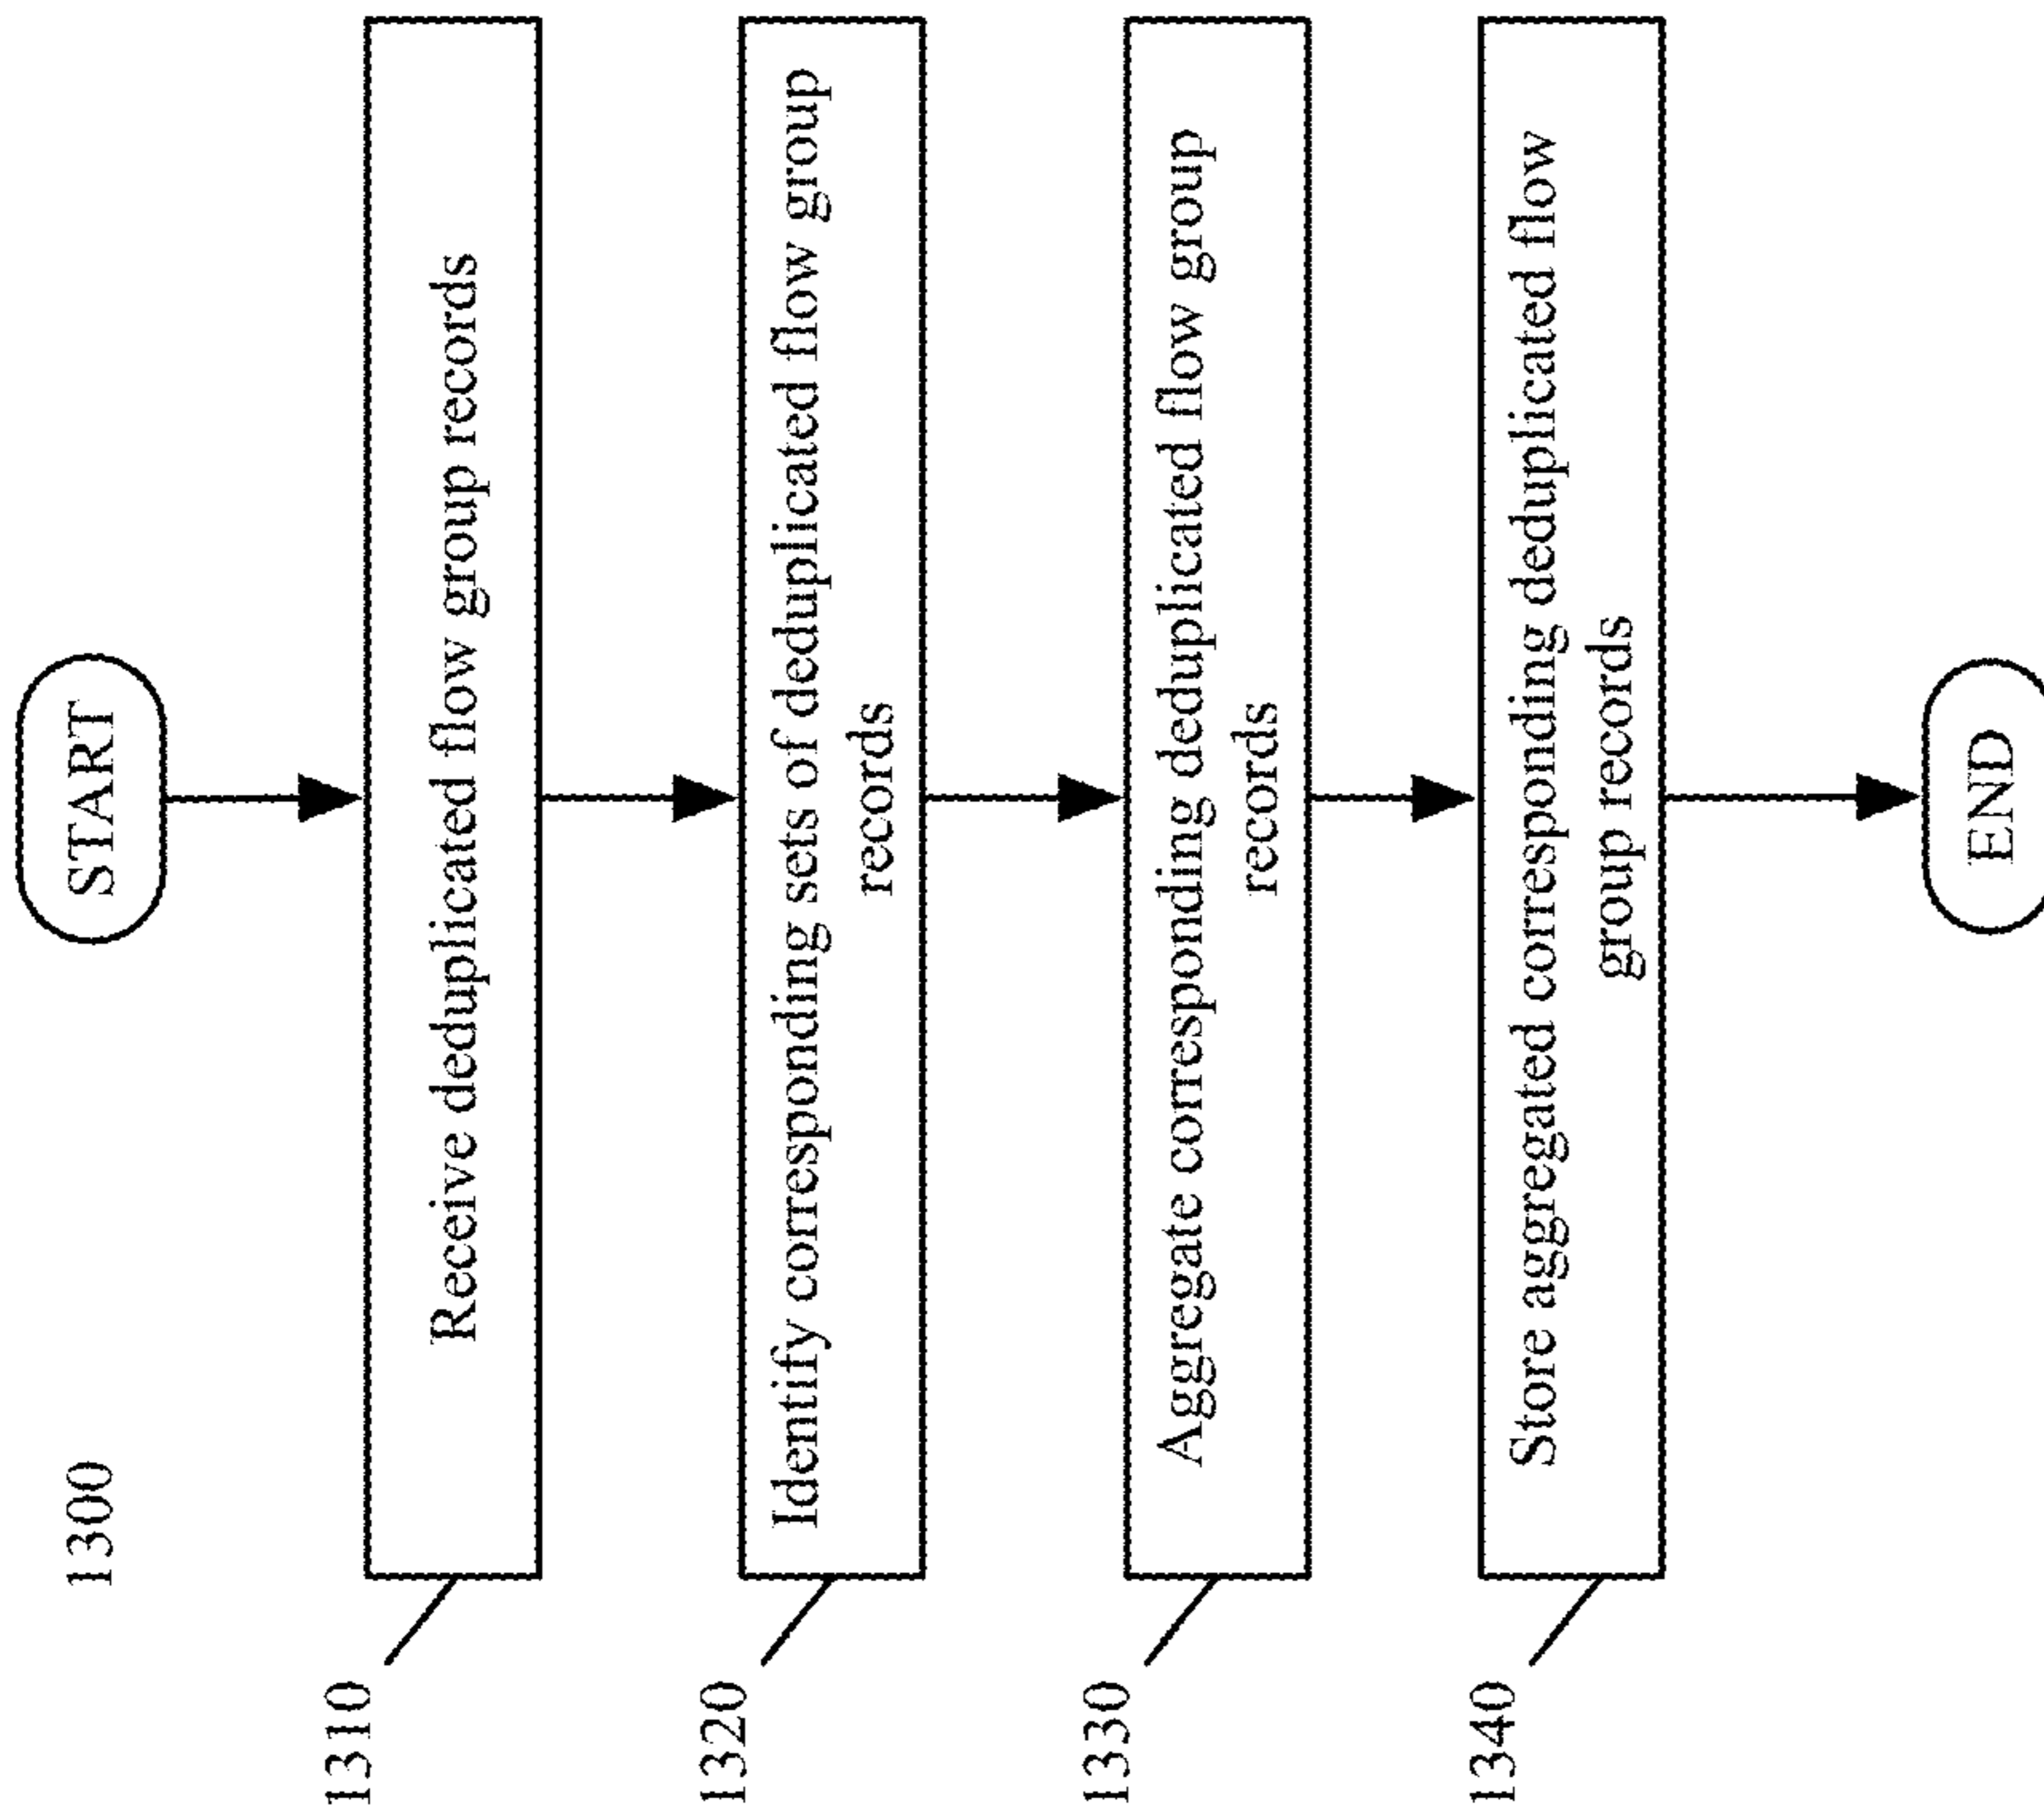 1300
START
1310
Receive deduplicated flow group records
1320
Identify corresponding sets of deduplicated flow group
records
1330
Aggregate corresponding deduplicated flow group
records
1340
Store aggregated corresponding deduplicated flow
group records
END